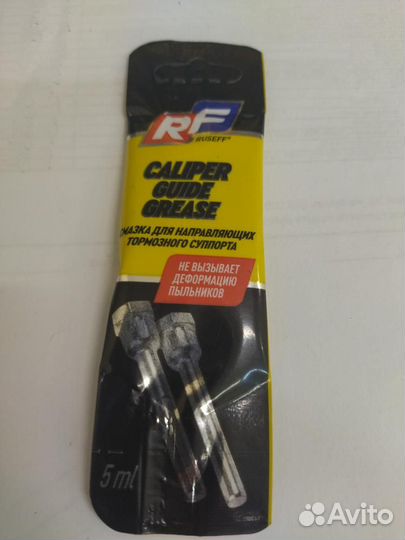 RF
RUSEFF®
CALIPER
GUIDE
GREASE
СМАЗКА ДЛЯ НАПРАВЛЯЮЩИХ
ТОРМОЗНОГО СУППОРТА
НЕ ВЫЗЫВАЕТ
ДЕФОРМАЦИЮ
ПЫЛЬНИКОВ
5 ml
Avito